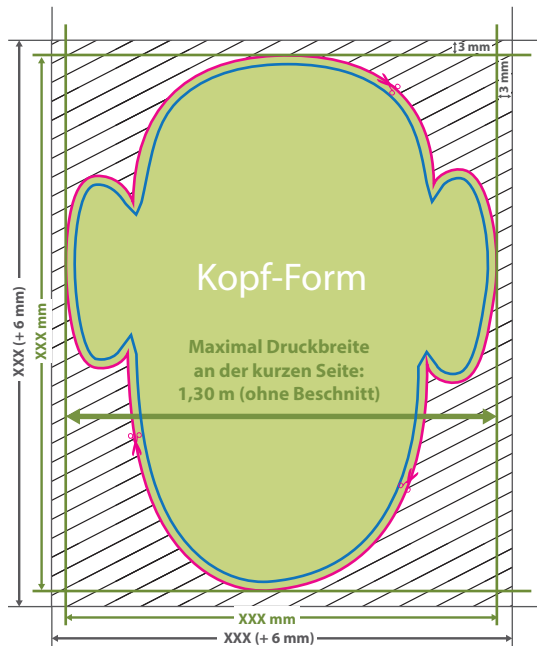 3 mm
3 mm
Kopf-Form
Maximal Druckbreite
an der kurzen Seite:
1,30 m (ohne Beschnitt)
XXX (+ 6 mm)
XXX mm
XXX mm
XXX (+ 6 mm)